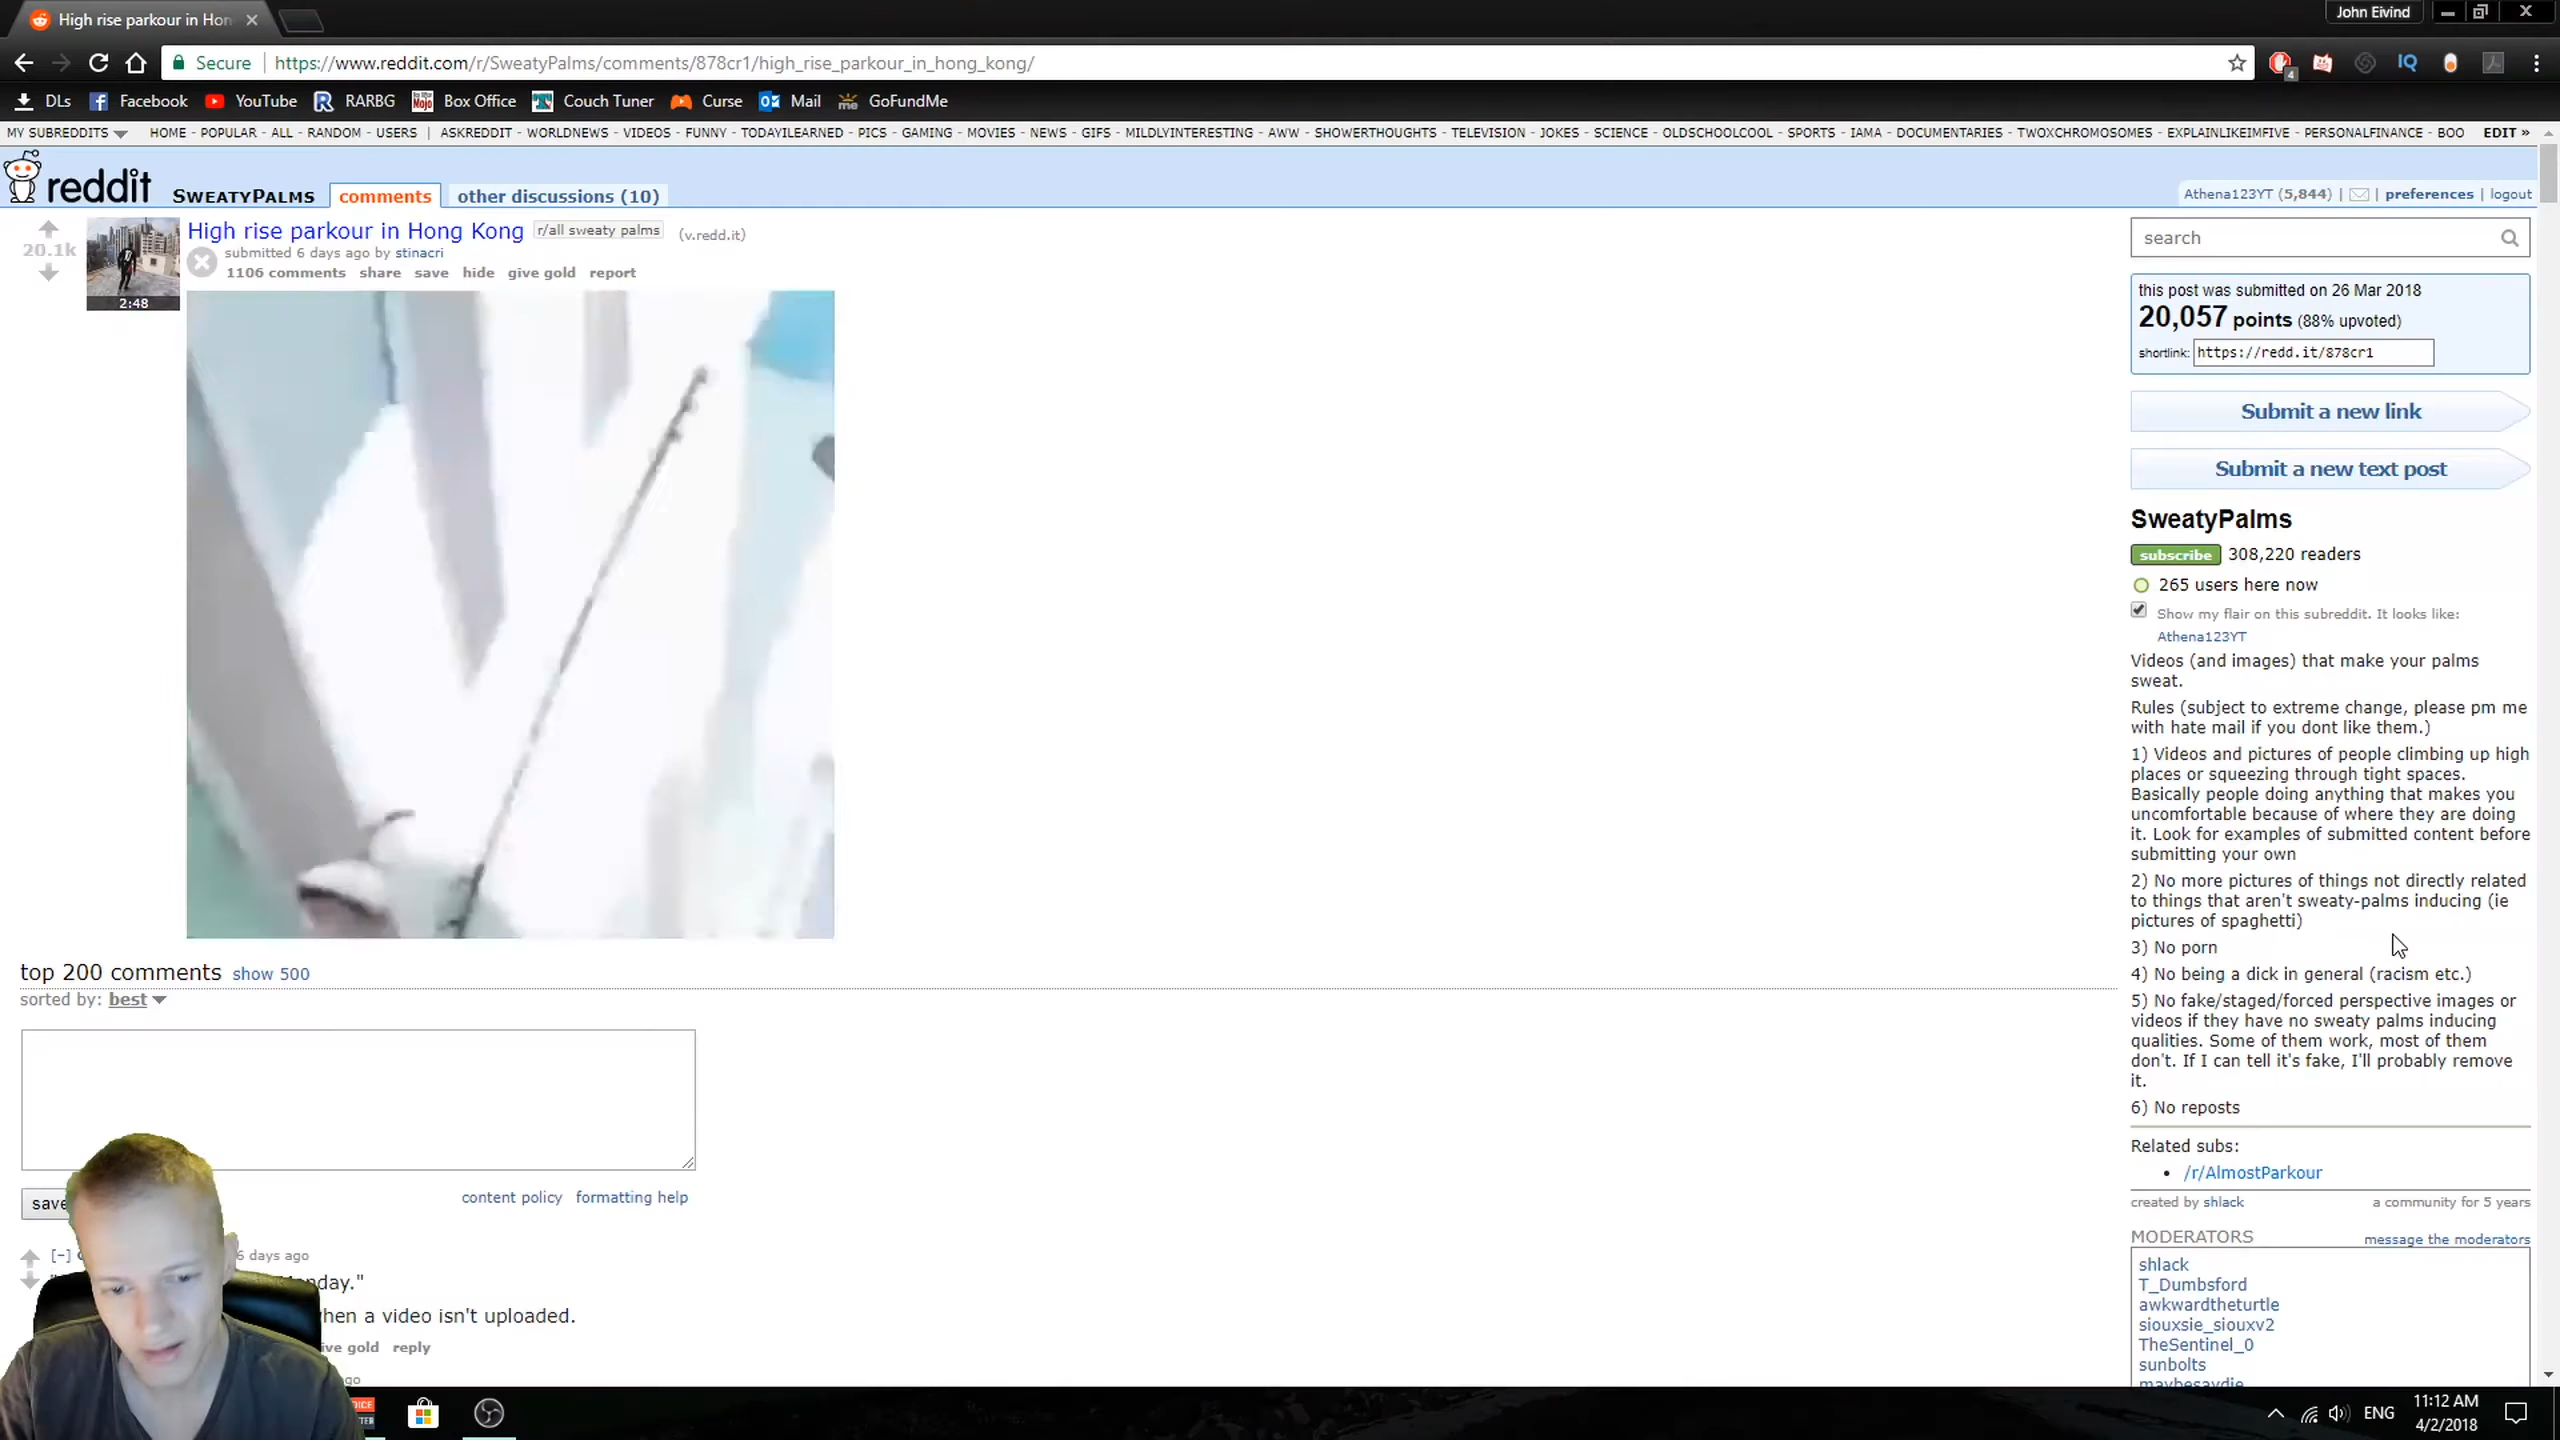 High rise parkour in Hon
John Eivind
Secure
https://www.reddit.com/r/SweatyPalms/comments/878cr1/high_rise_parkour_in_hong_kong/
4
IQ
DLs Facebook YouTube RARBG Box Office Couch Tuner Curse Mail GoFundMe
MY SUBREDDITS HOME - POPULAR - ALL - RANDOM - USERS | ASKREDDIT - WORLDNEWS - VIDEOS - FUNNY - TODAYILEARNED - PICS - GAMING - MOVIES - NEWS - GIFS - MILDLYINTERESTING - AWW - SHOWERTHOUGHTS - TELEVISION - JOKES - SCIENCE - OLDSCHOOLCOOL - SPORTS - IAMA - DOCUMENTARIES - TWOXCHROMOSOMES - EXPLAINLIKEIMFIVE - PERSONALFINANCE - BOO EDIT »
reddit SWEATYPALMS comments other discussions (10)
Athena123YT (5,844) | preferences | logout
20.1k
2:48
High rise parkour in Hong Kong r/all sweaty palms (v.redd.it)
submitted 6 days ago by stinacri
1106 comments share save hide give gold report
top 200 comments show 500
sorted by: best
save
content policy formatting help
[–]
6 days ago
nday."
hen a video isn't uploaded.
ive gold reply
go
search
this post was submitted on 26 Mar 2018
20,057 points (88% upvoted)
shortlink: https://redd.it/878cr1
Submit a new link
Submit a new text post
SweatyPalms
subscribe 308,220 readers
265 users here now
Show my flair on this subreddit. It looks like:
Athena123YT
Videos (and images) that make your palms
sweat.
Rules (subject to extreme change, please pm me
with hate mail if you dont like them.)
1) Videos and pictures of people climbing up high
places or squeezing through tight spaces.
Basically people doing anything that makes you
uncomfortable because of where they are doing
it. Look for examples of submitted content before
submitting your own
2) No more pictures of things not directly related
to things that aren't sweaty-palms inducing (ie
pictures of spaghetti)
3) No porn
4) No being a dick in general (racism etc.)
5) No fake/staged/forced perspective images or
videos if they have no sweaty palms inducing
qualities. Some of them work, most of them
don't. If I can tell it's fake, I'll probably remove
it.
6) No reposts
Related subs:
• /r/AlmostParkour
created by shlack a community for 5 years
MODERATORS message the moderators
shlack
T_Dumbsford
awkwardtheturtle
siouxsie_siouxv2
TheSentinel_0
sunbolts
maybesaydie
ENG
11:12 AM
4/2/2018